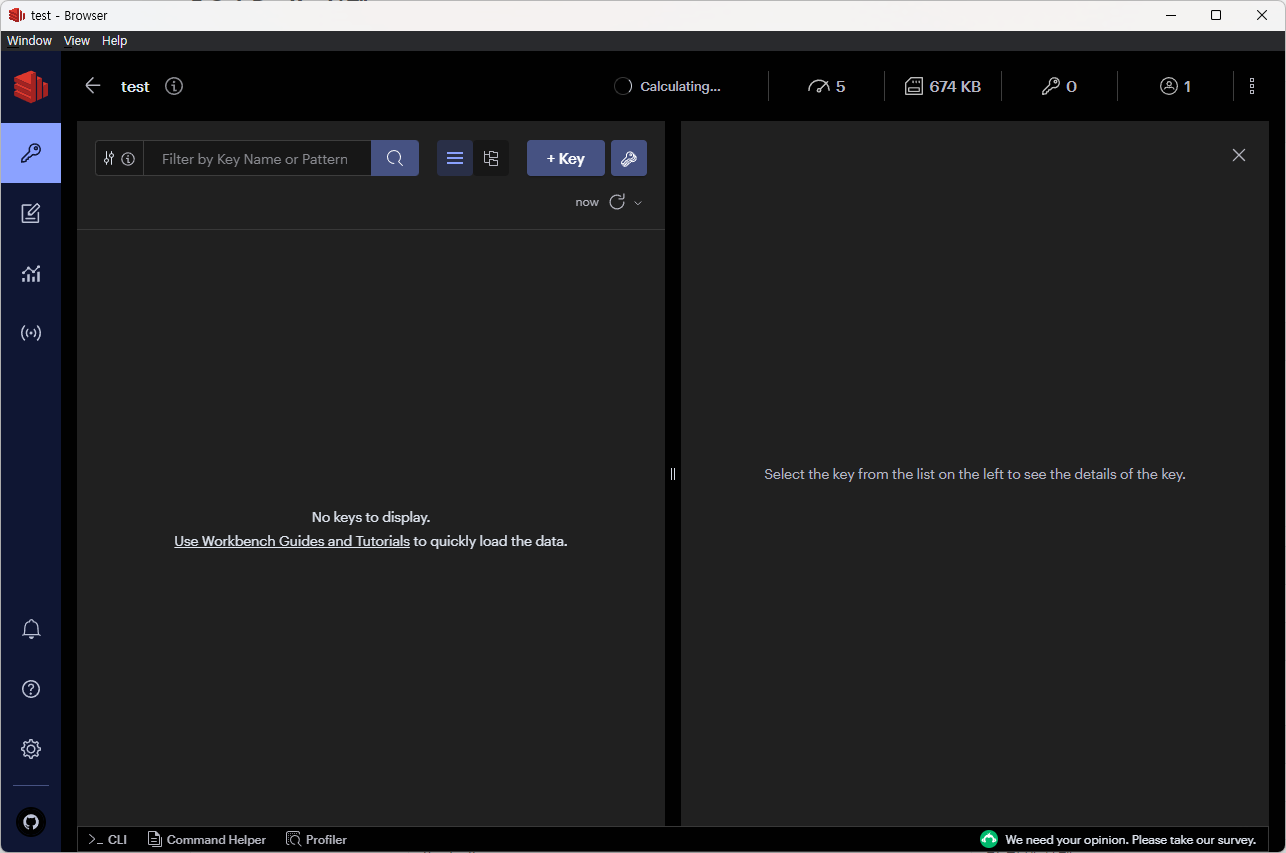 test - Browser
Window View Help
test
Calculating...
5
674 KB
0
1
Filter by Key Name or Pattern
+ Key
now
No keys to display.
Use Workbench Guides and Tutorials to quickly load the data.
Select the key from the list on the left to see the details of the key.
>_ CLI
Command Helper
Profiler
We need your opinion. Please take our survey.